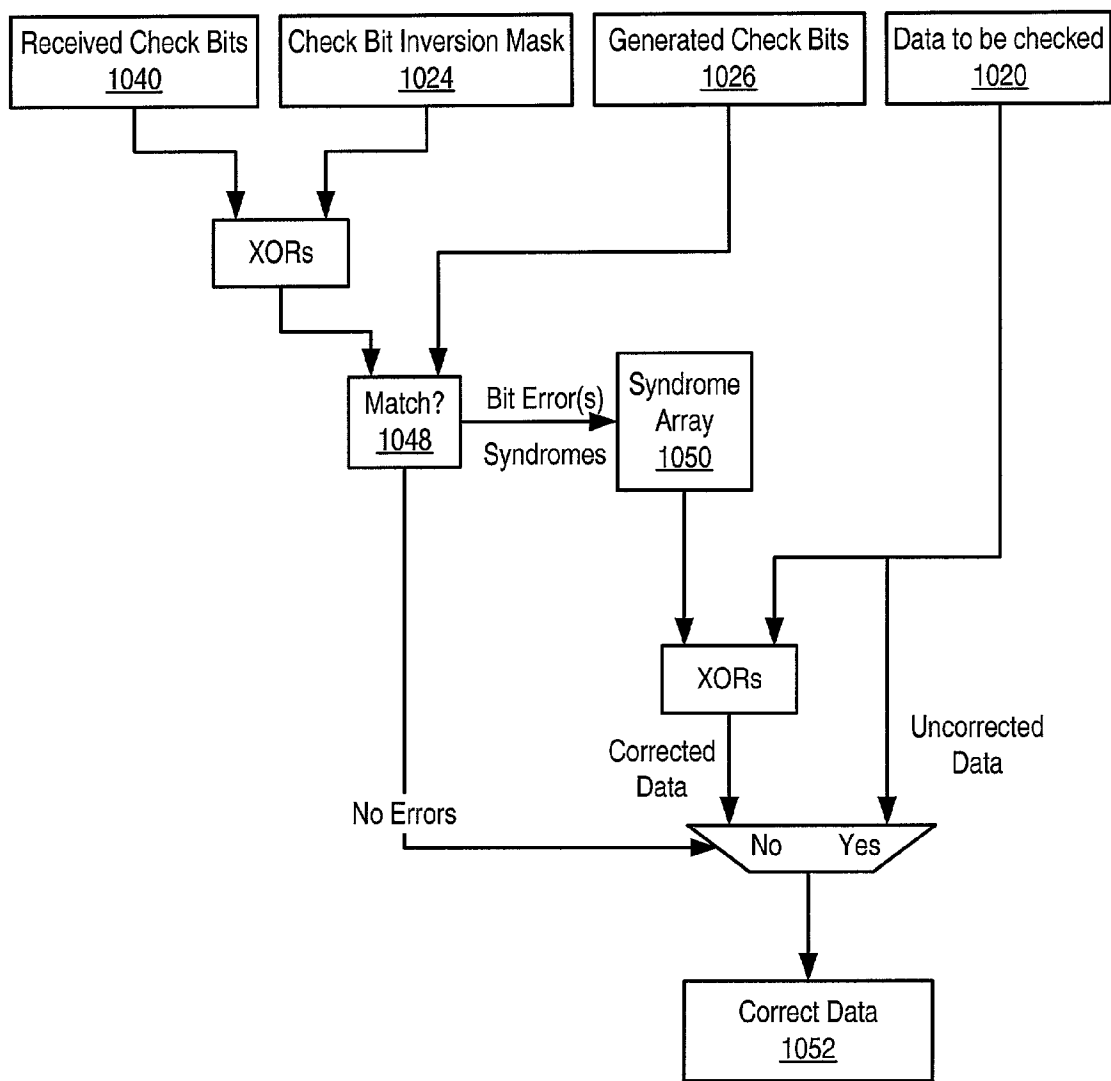 Received Check Bits
1040
Check Bit Inversion Mask
1024
Generated Check Bits
1026
Data to be checked
1020
XORs
Match?
1048
Bit Error(s)
Syndromes
Syndrome
Array
1050
XORs
Corrected
Data
Uncorrected
Data
No Errors
No
Yes
Correct Data
1052